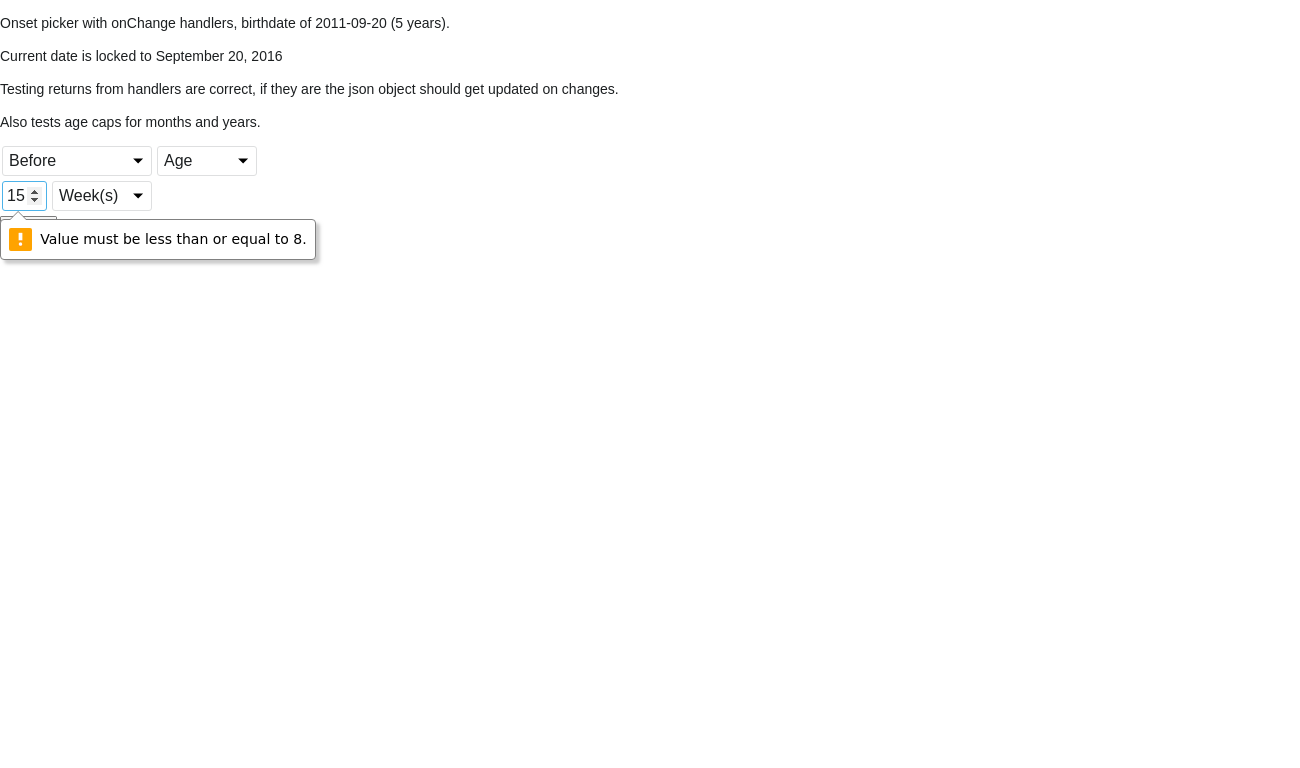 Onset picker with onChange handlers, birthdate of 2011-09-20 (5 years).
Current date is locked to September 20, 2016
Testing returns from handlers are correct, if they are the json object should get updated on changes.
Also tests age caps for months and years.
Before Age
15 Week(s)
Value must be less than or equal to 8.